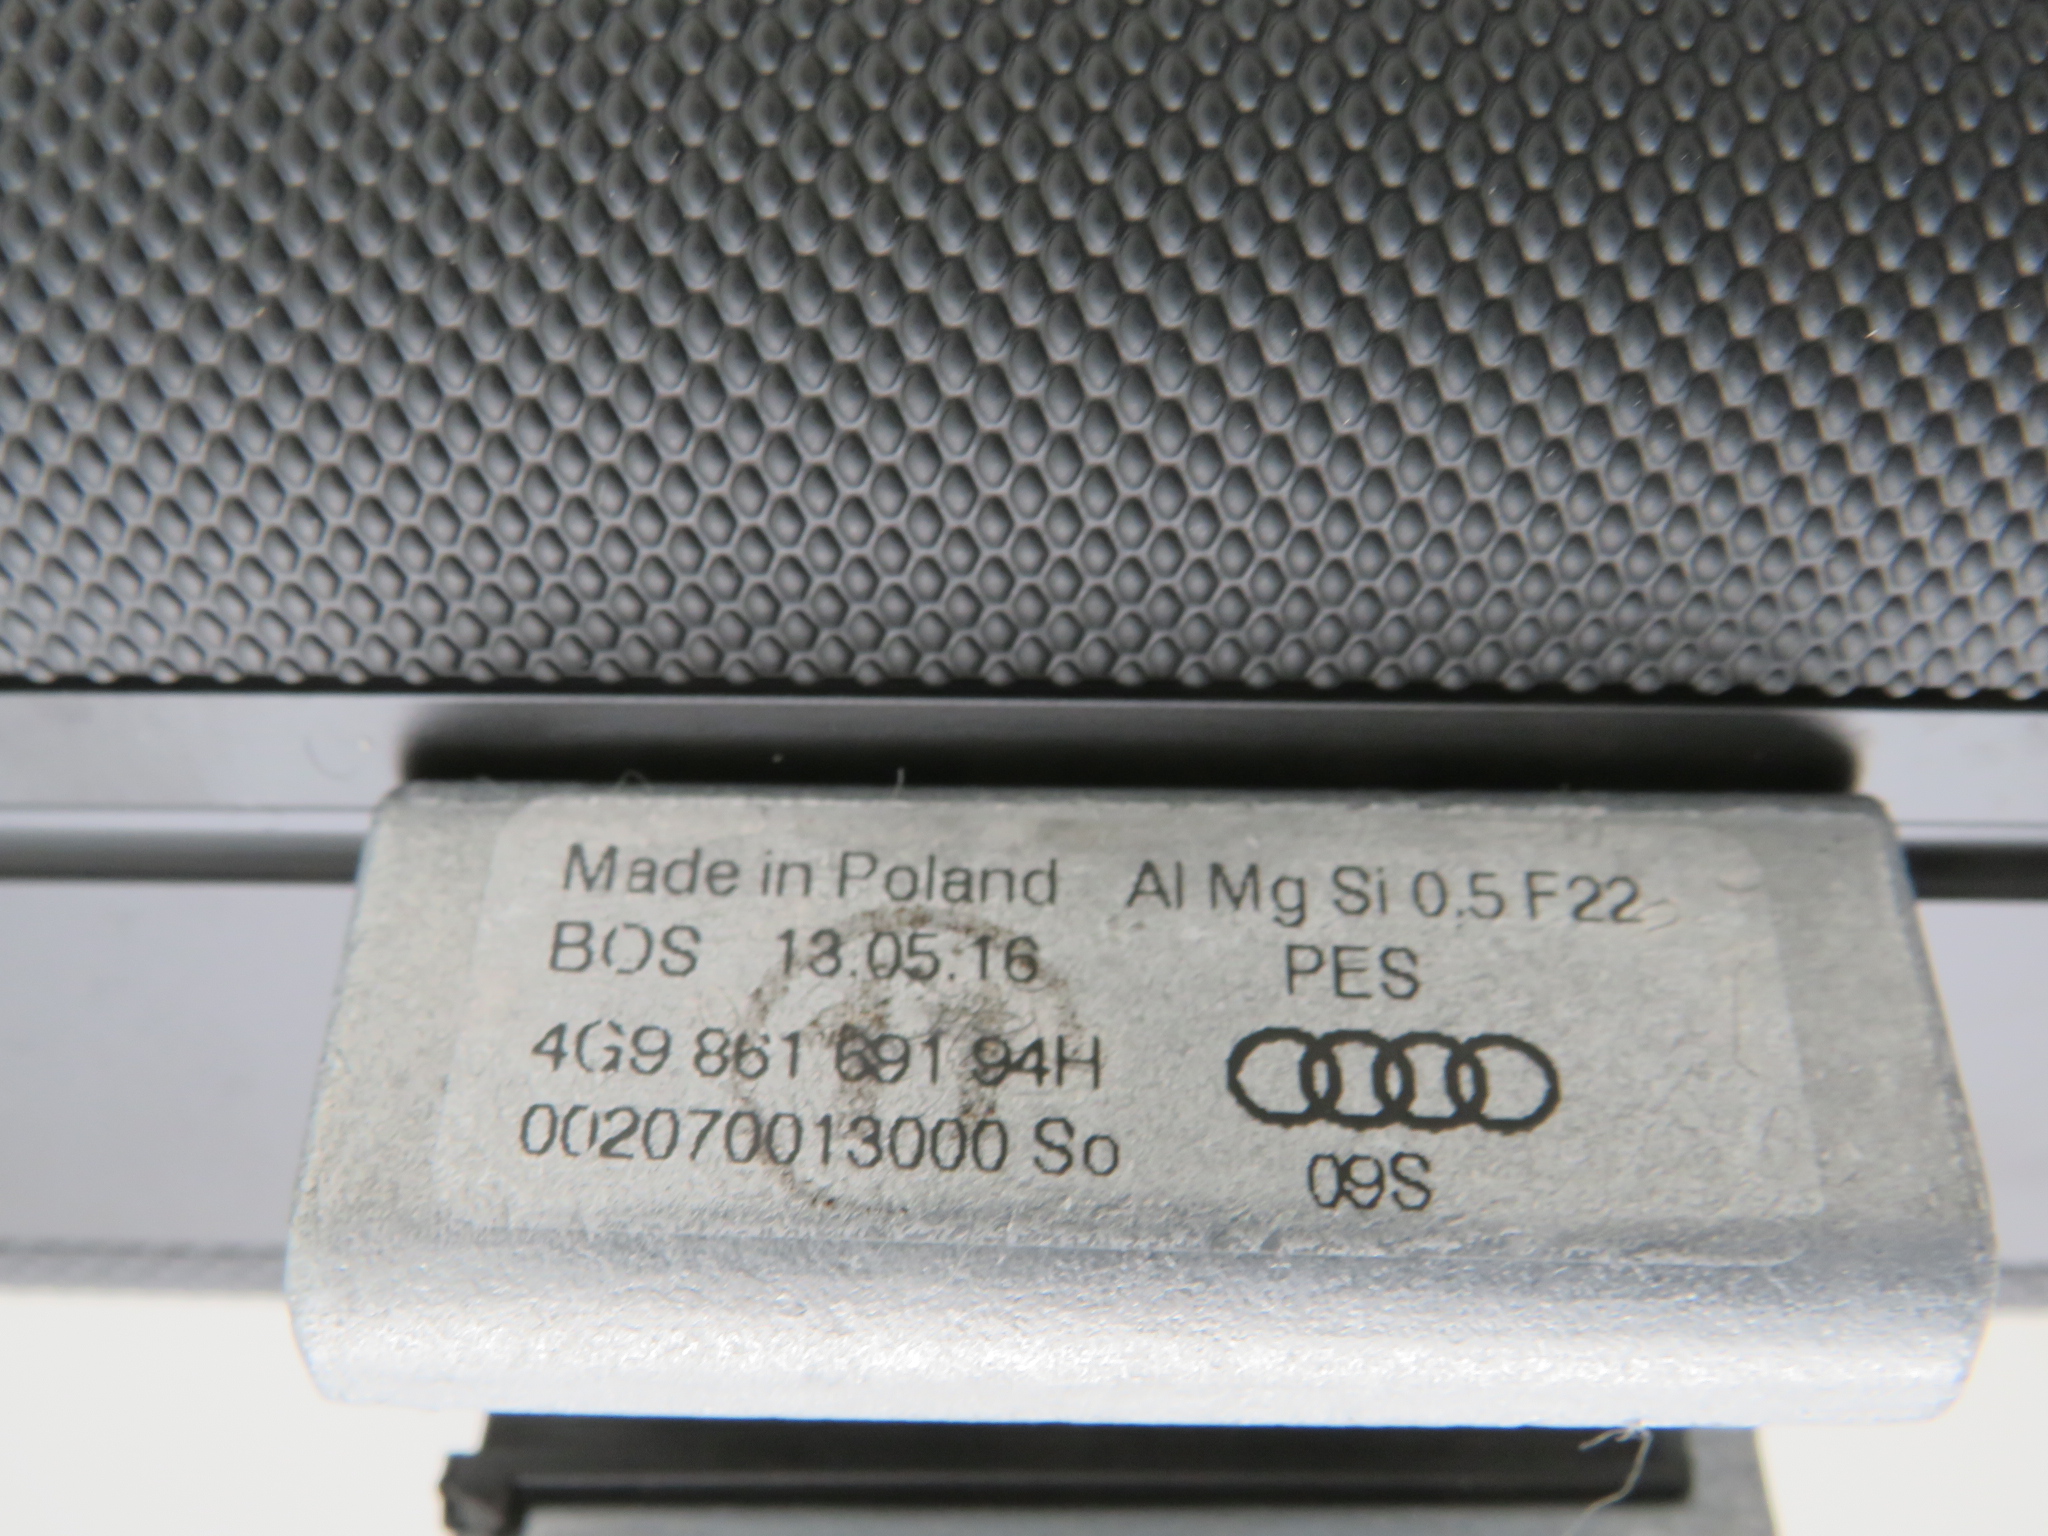 Made in Poland Al Mg Si 0.5 F22
BOS 13.05.16 PES
4G9 861 691 94H
002070013000 So
09S